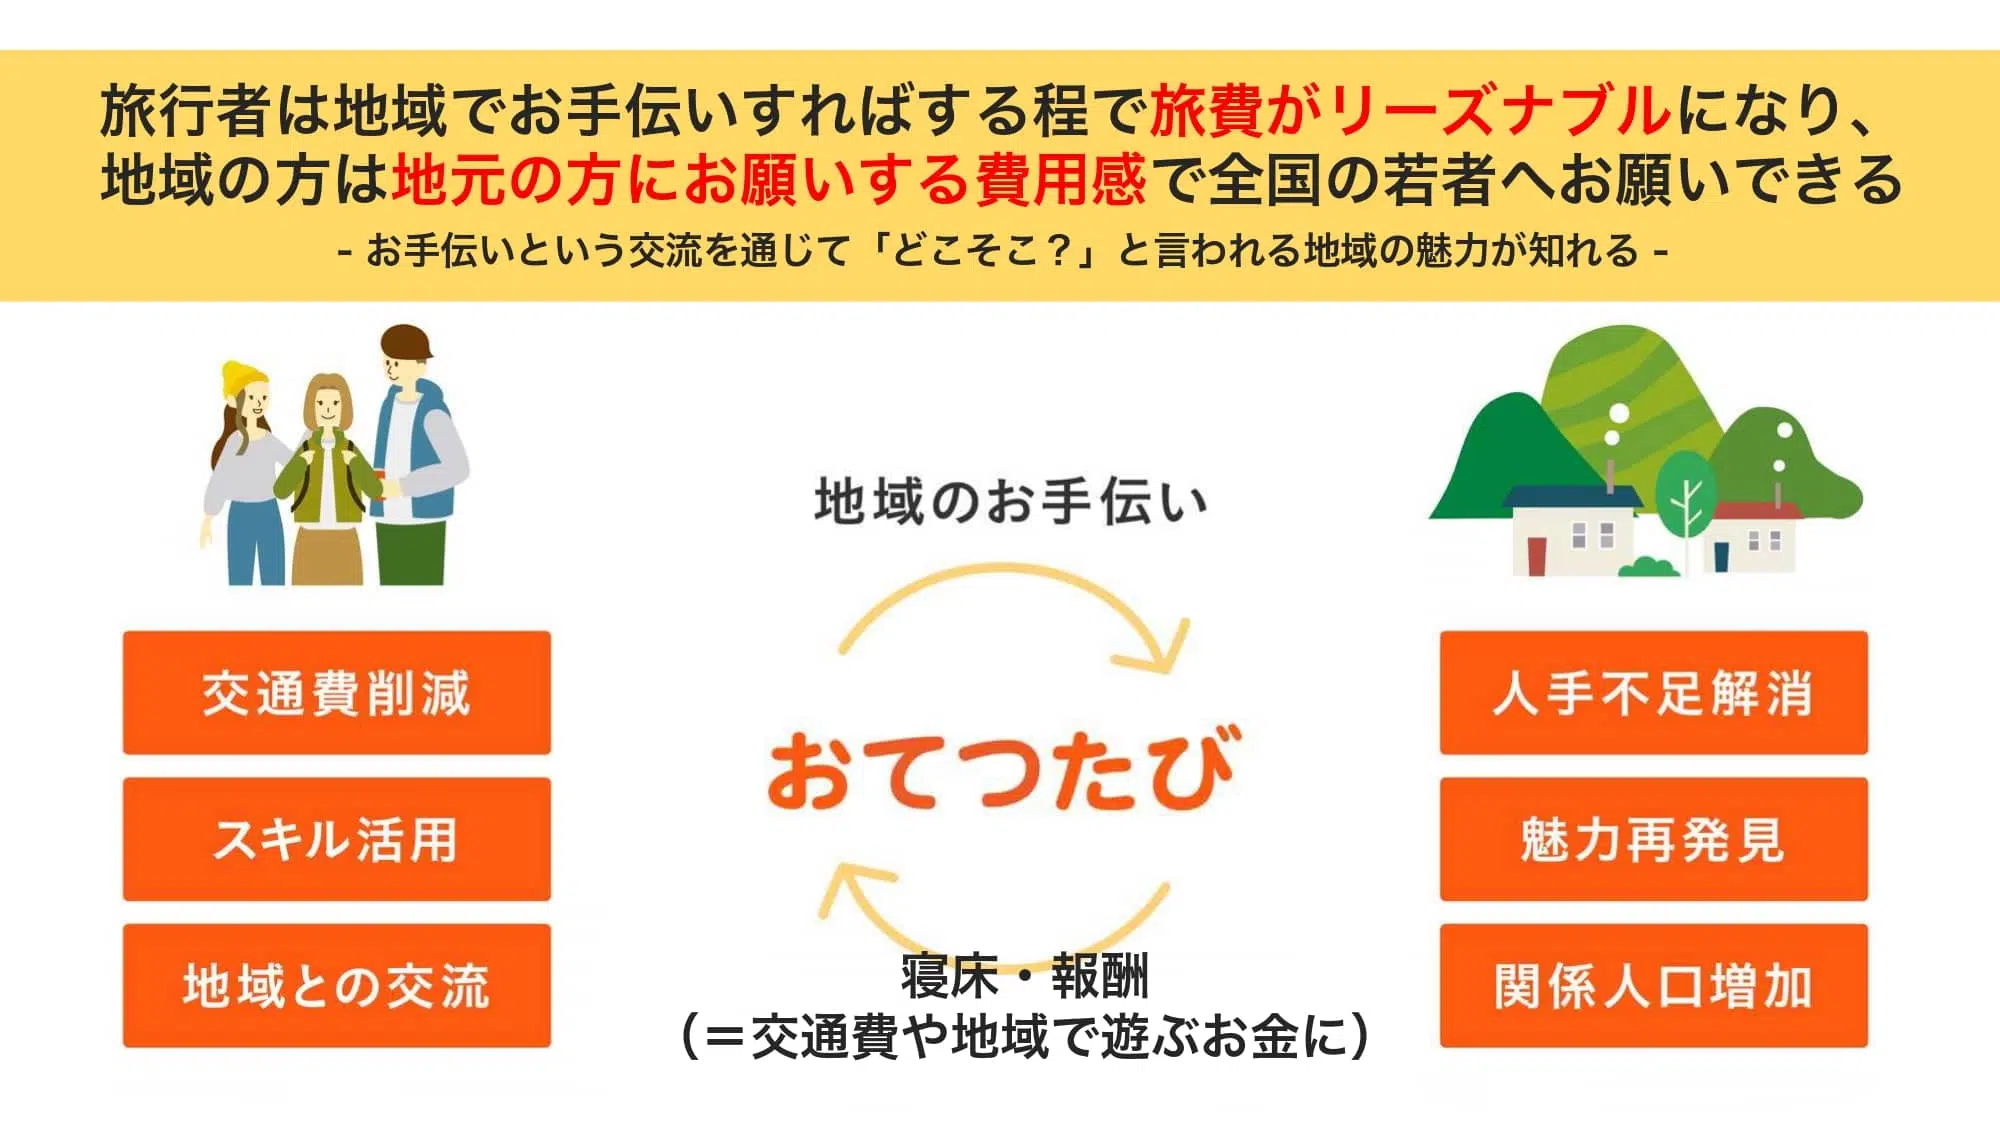 旅行者は地域でお手伝いすればする程で旅費がリーズナブルになり、
地域の方は地元の方にお願いする費用感で全国の若者へお願いできる
- お手伝いという交流を通じて「どこそこ？」と言われる地域の魅力が知れる -
交通費削減
スキル活用
地域との交流
地域のお手伝い
おてつたび
寝床・報酬
（＝交通費や地域で遊ぶお金に）
人手不足解消
魅力再発見
関係人口増加